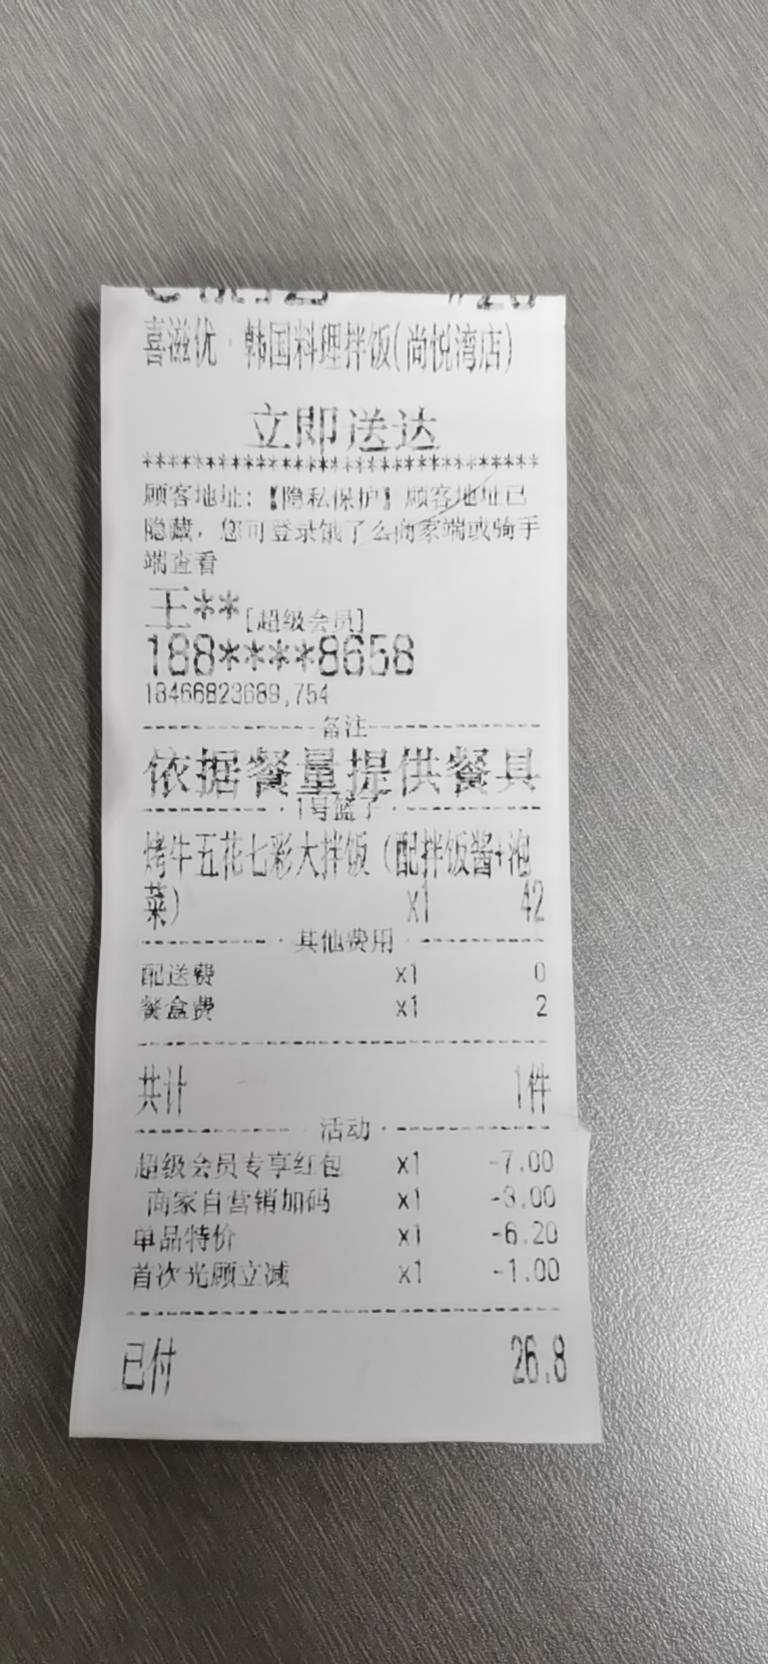 喜滋优·韩国料理拌饭(尚悦湾店)
立即送达
********************************
顾客地址:【隐私保护】顾客地址已
隐藏，您可登录饿了么商家端或骑手
端查看
王**[超级会员]
188****8658
18466823689,754
备注
依据餐量提供餐具
1号篮子
烤牛五花七彩大拌饭（配拌饭酱+泡
菜） x1 42
其他费用
配送费 x1 0
餐盒费 x1 2
共计 1件
活动
超级会员专享红包 x1 -7.00
商家自营销加码 x1 -3.00
单品特价 x1 -6.20
首次光顾立减 x1 -1.00
已付 26.8